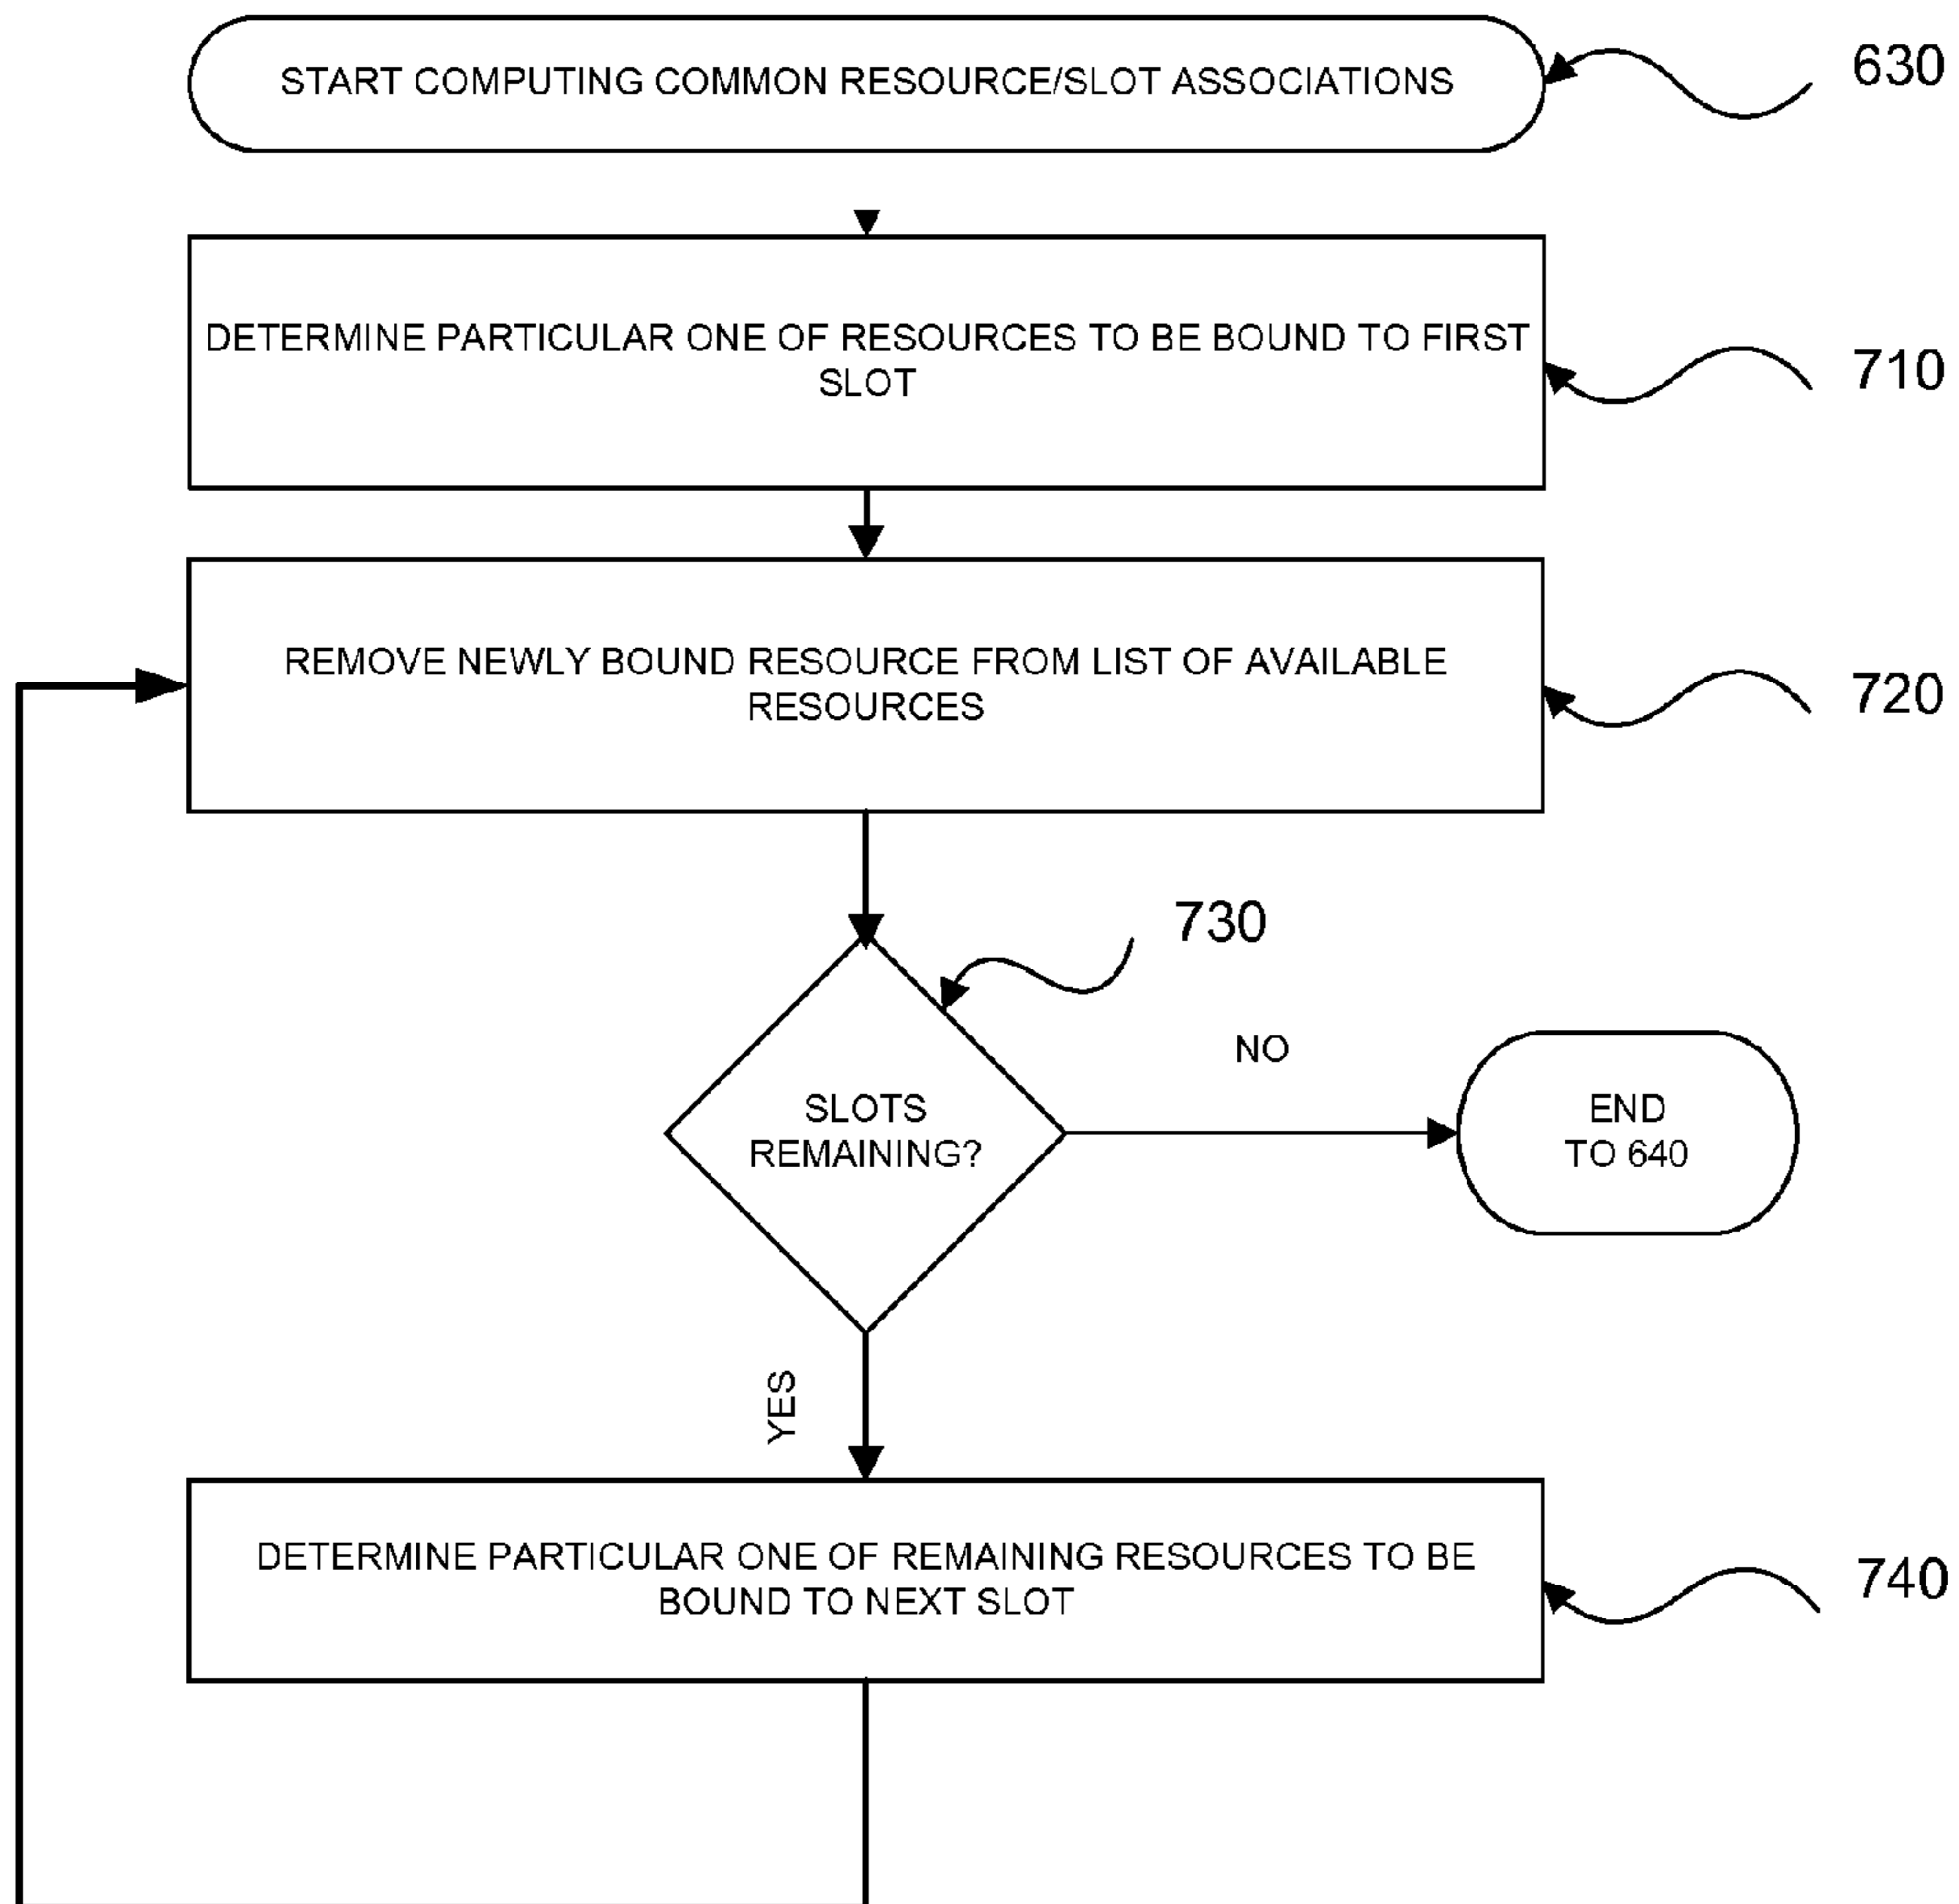 START COMPUTING COMMON RESOURCE/SLOT ASSOCIATIONS
630
DETERMINE PARTICULAR ONE OF RESOURCES TO BE BOUND TO FIRST
SLOT
710
REMOVE NEWLY BOUND RESOURCE FROM LIST OF AVAILABLE
RESOURCES
720
730
SLOTS
REMAINING?
NO
END
TO 640
YES
DETERMINE PARTICULAR ONE OF REMAINING RESOURCES TO BE
BOUND TO NEXT SLOT
740